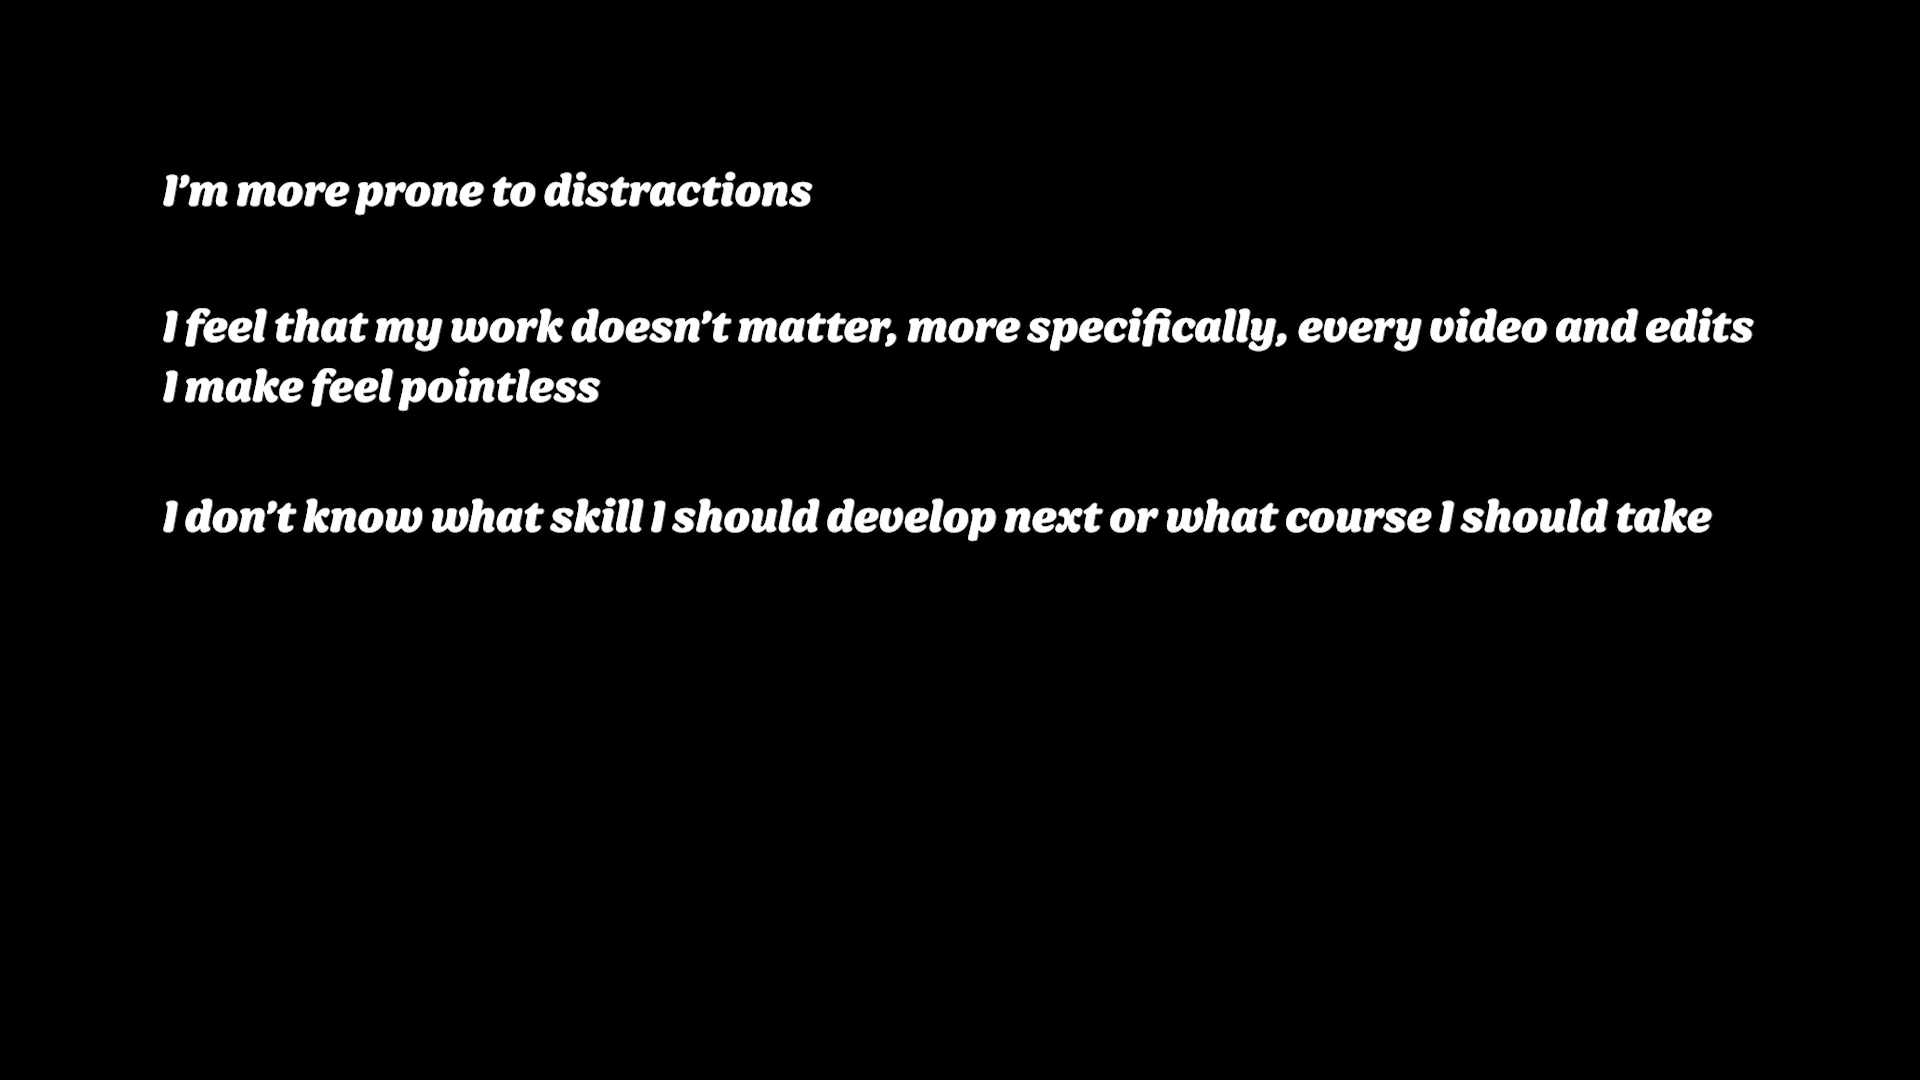 I’m more prone to distractions
I feel that my work doesn’t matter, more specifically, every video and edits
I make feel pointless
I don’t know what skill I should develop next or what course I should take